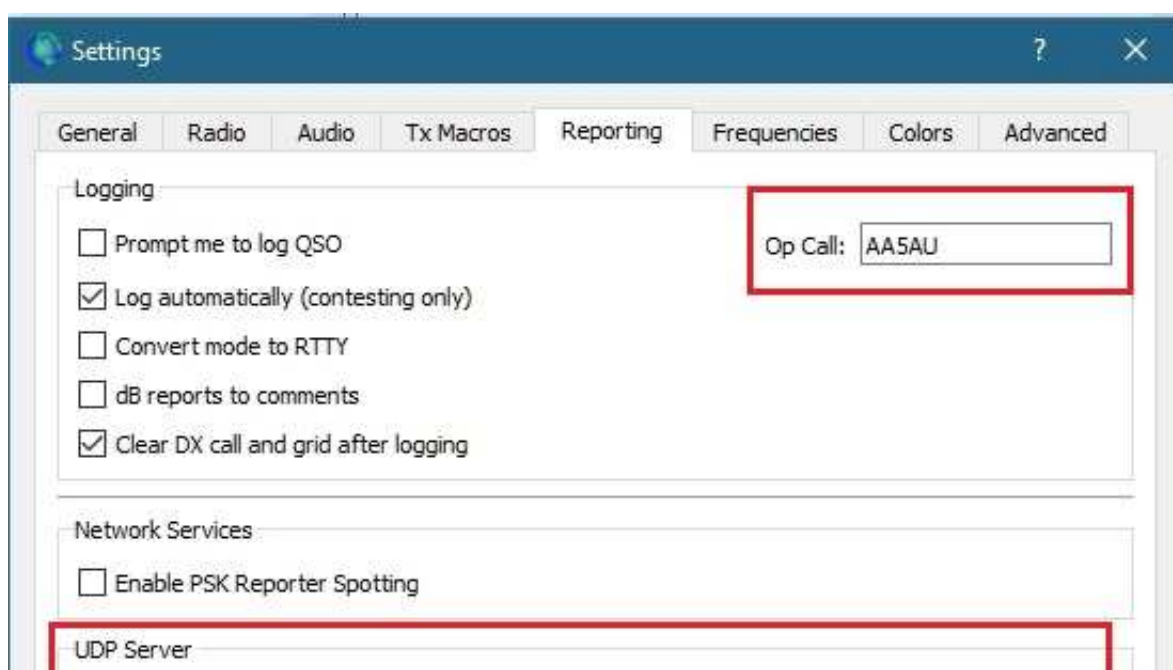 Settings ?
General Radio Audio Tx Macros Reporting Frequencies Colors Advanced
Logging
Prompt me to log QSO Op Call: AA5AU
Log automatically (contesting only)
Convert mode to RTTY
dB reports to comments
Clear DX call and grid after logging
Network Services
Enable PSK Reporter Spotting
UDP Server